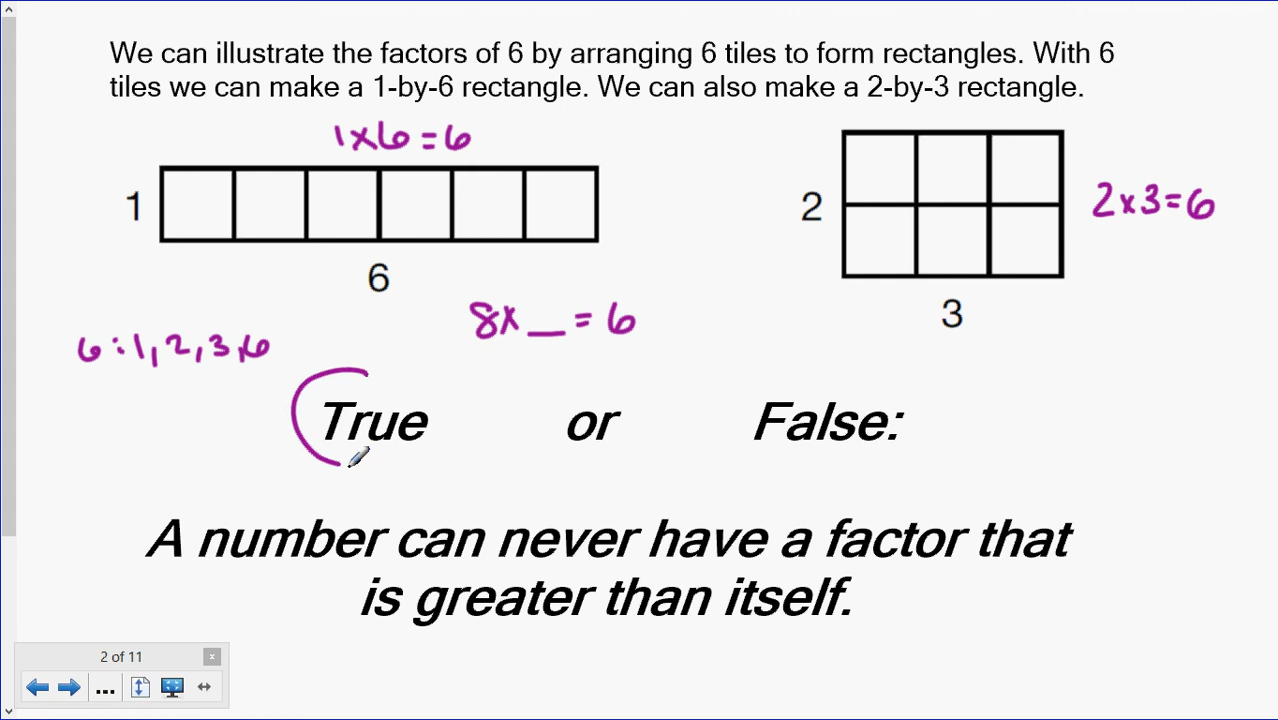 We can illustrate the factors of 6 by arranging 6 tiles to form rectangles. With 6
tiles we can make a 1-by-6 rectangle. We can also make a 2-by-3 rectangle.
1x6=6
1
6
2
2x3=6
3
8x __ = 6
6:1,2,3,6
True or False:
A number can never have a factor that
is greater than itself.
2 of 11